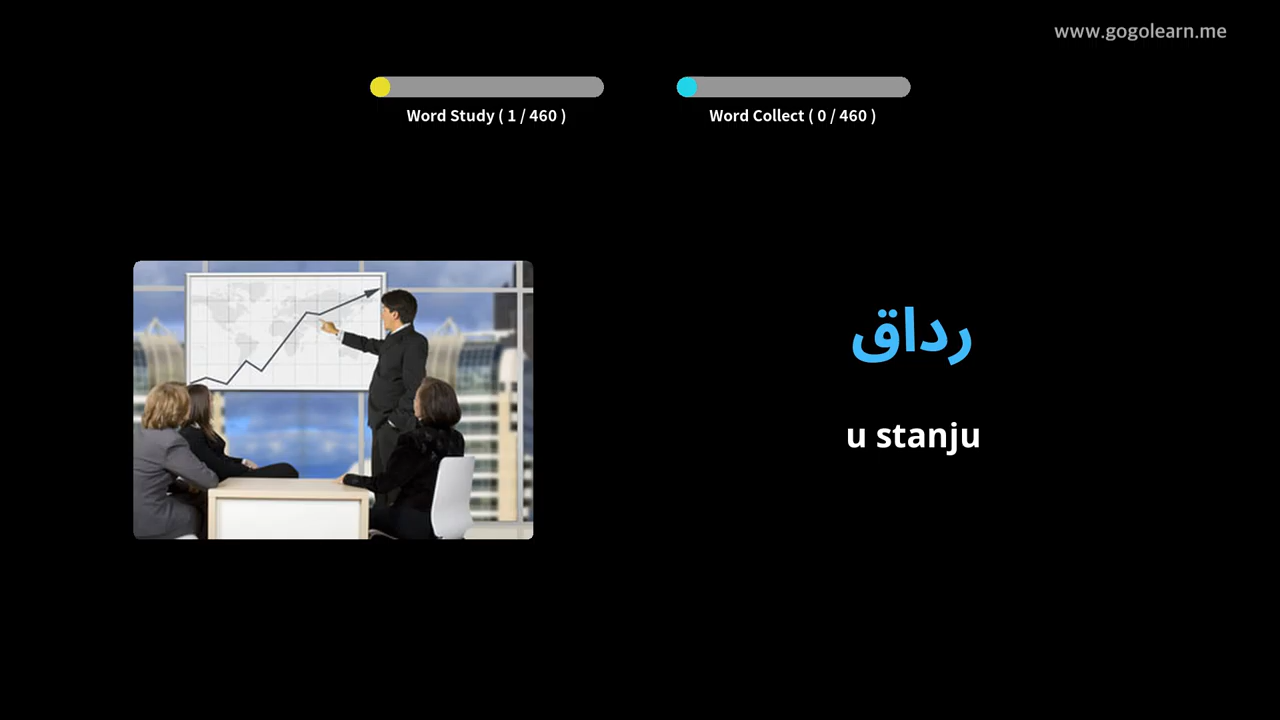 www.gogolearn.me
Word Study ( 1 / 460 )
Word Collect ( 0 / 460 )
رداق
u stanju